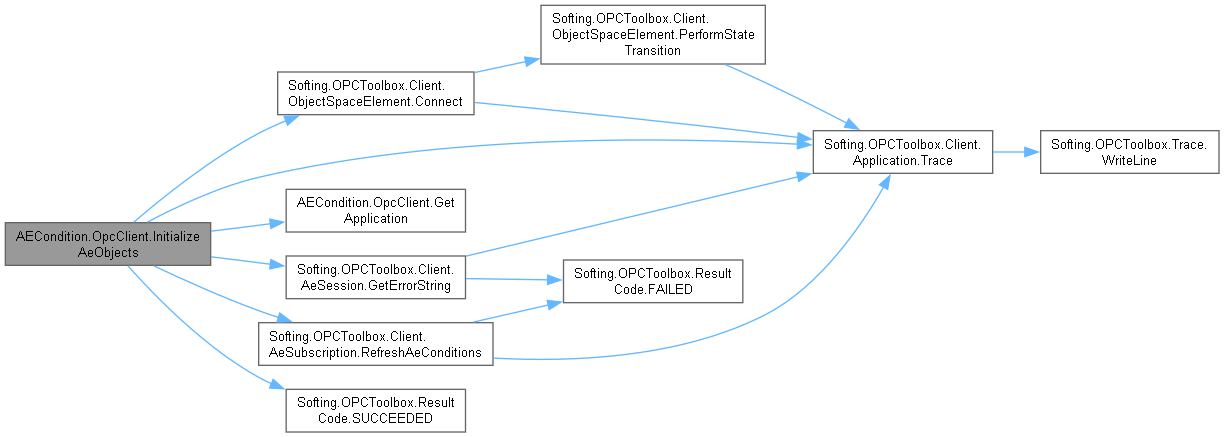 Softing.OPCToolbox.Client.
ObjectSpaceElement.PerformState
Transition
Softing.OPCToolbox.Client.
ObjectSpaceElement.Connect
Softing.OPCToolbox.Client.
Application.Trace
Softing.OPCToolbox.Trace.
WriteLine
AECondition.OpcClient.Get
Application
AECondition.OpcClient.Initialize
AeObjects
Softing.OPCToolbox.Client.
AeSession.GetErrorString
Softing.OPCToolbox.Result
Code.FAILED
Softing.OPCToolbox.Client.
AeSubscription.RefreshAeConditions
Softing.OPCToolbox.Result
Code.SUCCEEDED